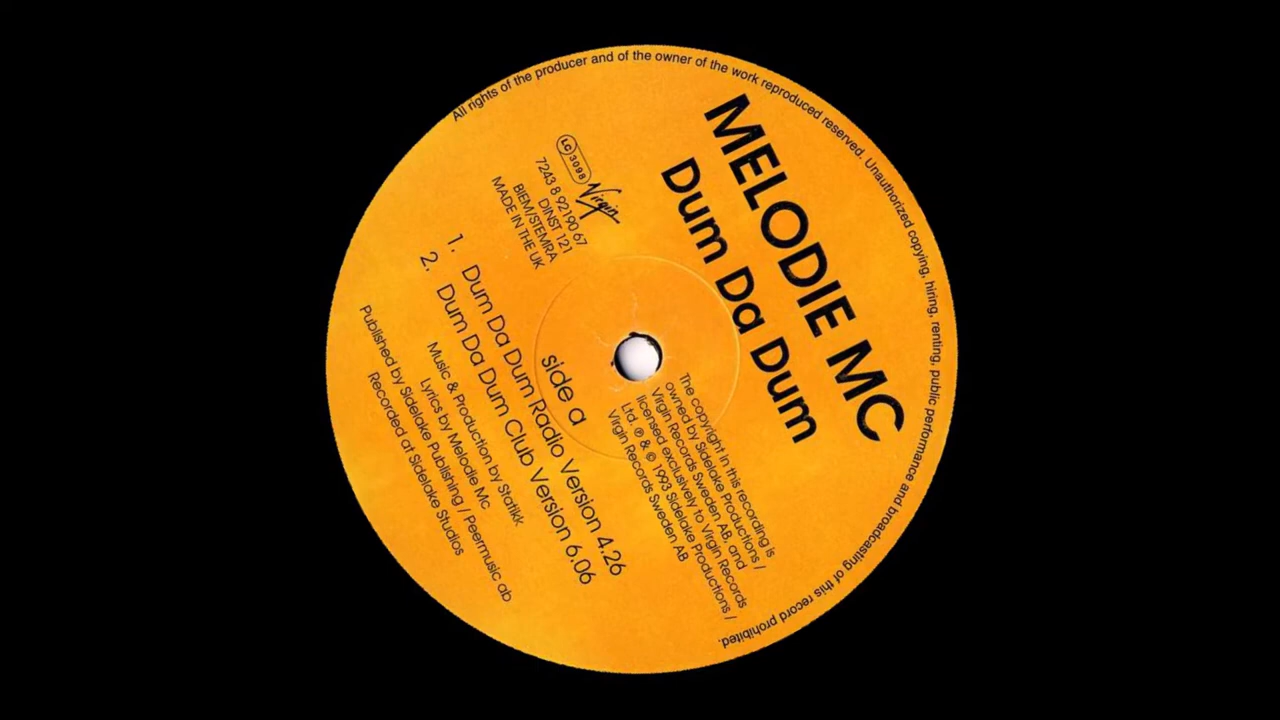 All rights of the producer and of the owner of the work reproduced reserved. Unauthorized copying, hiring, renting, public performance and broadcasting of this record prohibited.
MELODIE MC
Dum Da Dum
LC 3098
Virgin
7243 8 92190 67
DINST 121
BIEM/STEMRA
MADE IN THE UK
The copyright in this recording is
owned by Sidelake Productions /
Virgin Records Sweden AB, and
licensed exclusively to Virgin Records
Ltd. ℗ & © 1993 Sidelake Productions /
Virgin Records Sweden AB
side a
1. Dum Da Dum Radio Version 4.26
2. Dum Da Dum Club Version 6.06
Music & Production by Statikk
Lyrics by Melodie Mc
Published by Sidelake Publishing / Peermusic ab
Recorded at Sidelake Studios